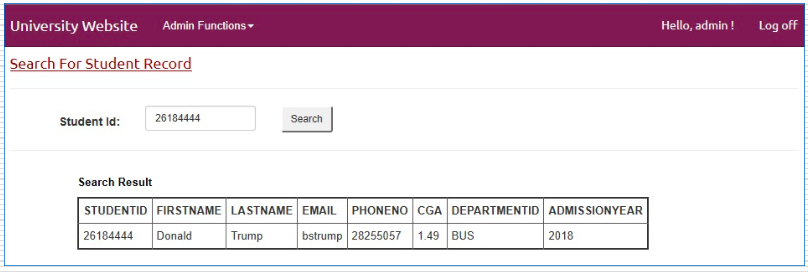 University Website Admin Functions Hello, admin ! Log off
Search For Student Record
Student Id: 26184444 Search
Search Result
STUDENTID FIRSTNAME LASTNAME EMAIL PHONENO CGA DEPARTMENTID ADMISSIONYEAR
26184444 Donald Trump bstrump 28255057 1.49 BUS 2018